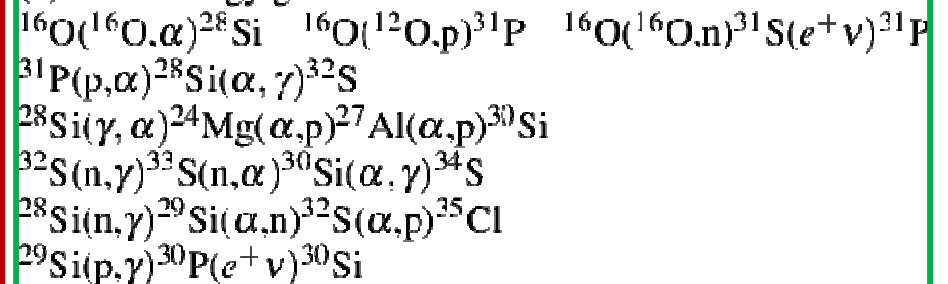 ¹⁶O(¹⁶O,α)²⁸Si ¹⁶O(¹²O,p)³¹P ¹⁶O(¹⁶O,n)³¹S(e⁺ν)³¹P
³¹P(p,α)²⁸Si(α,γ)³²S
²⁸Si(γ,α)²⁴Mg(α,p)²⁷Al(α,p)³⁰Si
³²S(n,γ)³³S(n,α)³⁰Si(α,γ)³⁴S
²⁸Si(n,γ)²⁹Si(α,n)³²S(α,p)³⁵Cl
²⁹Si(p,γ)³⁰P(e⁺ν)³⁰Si